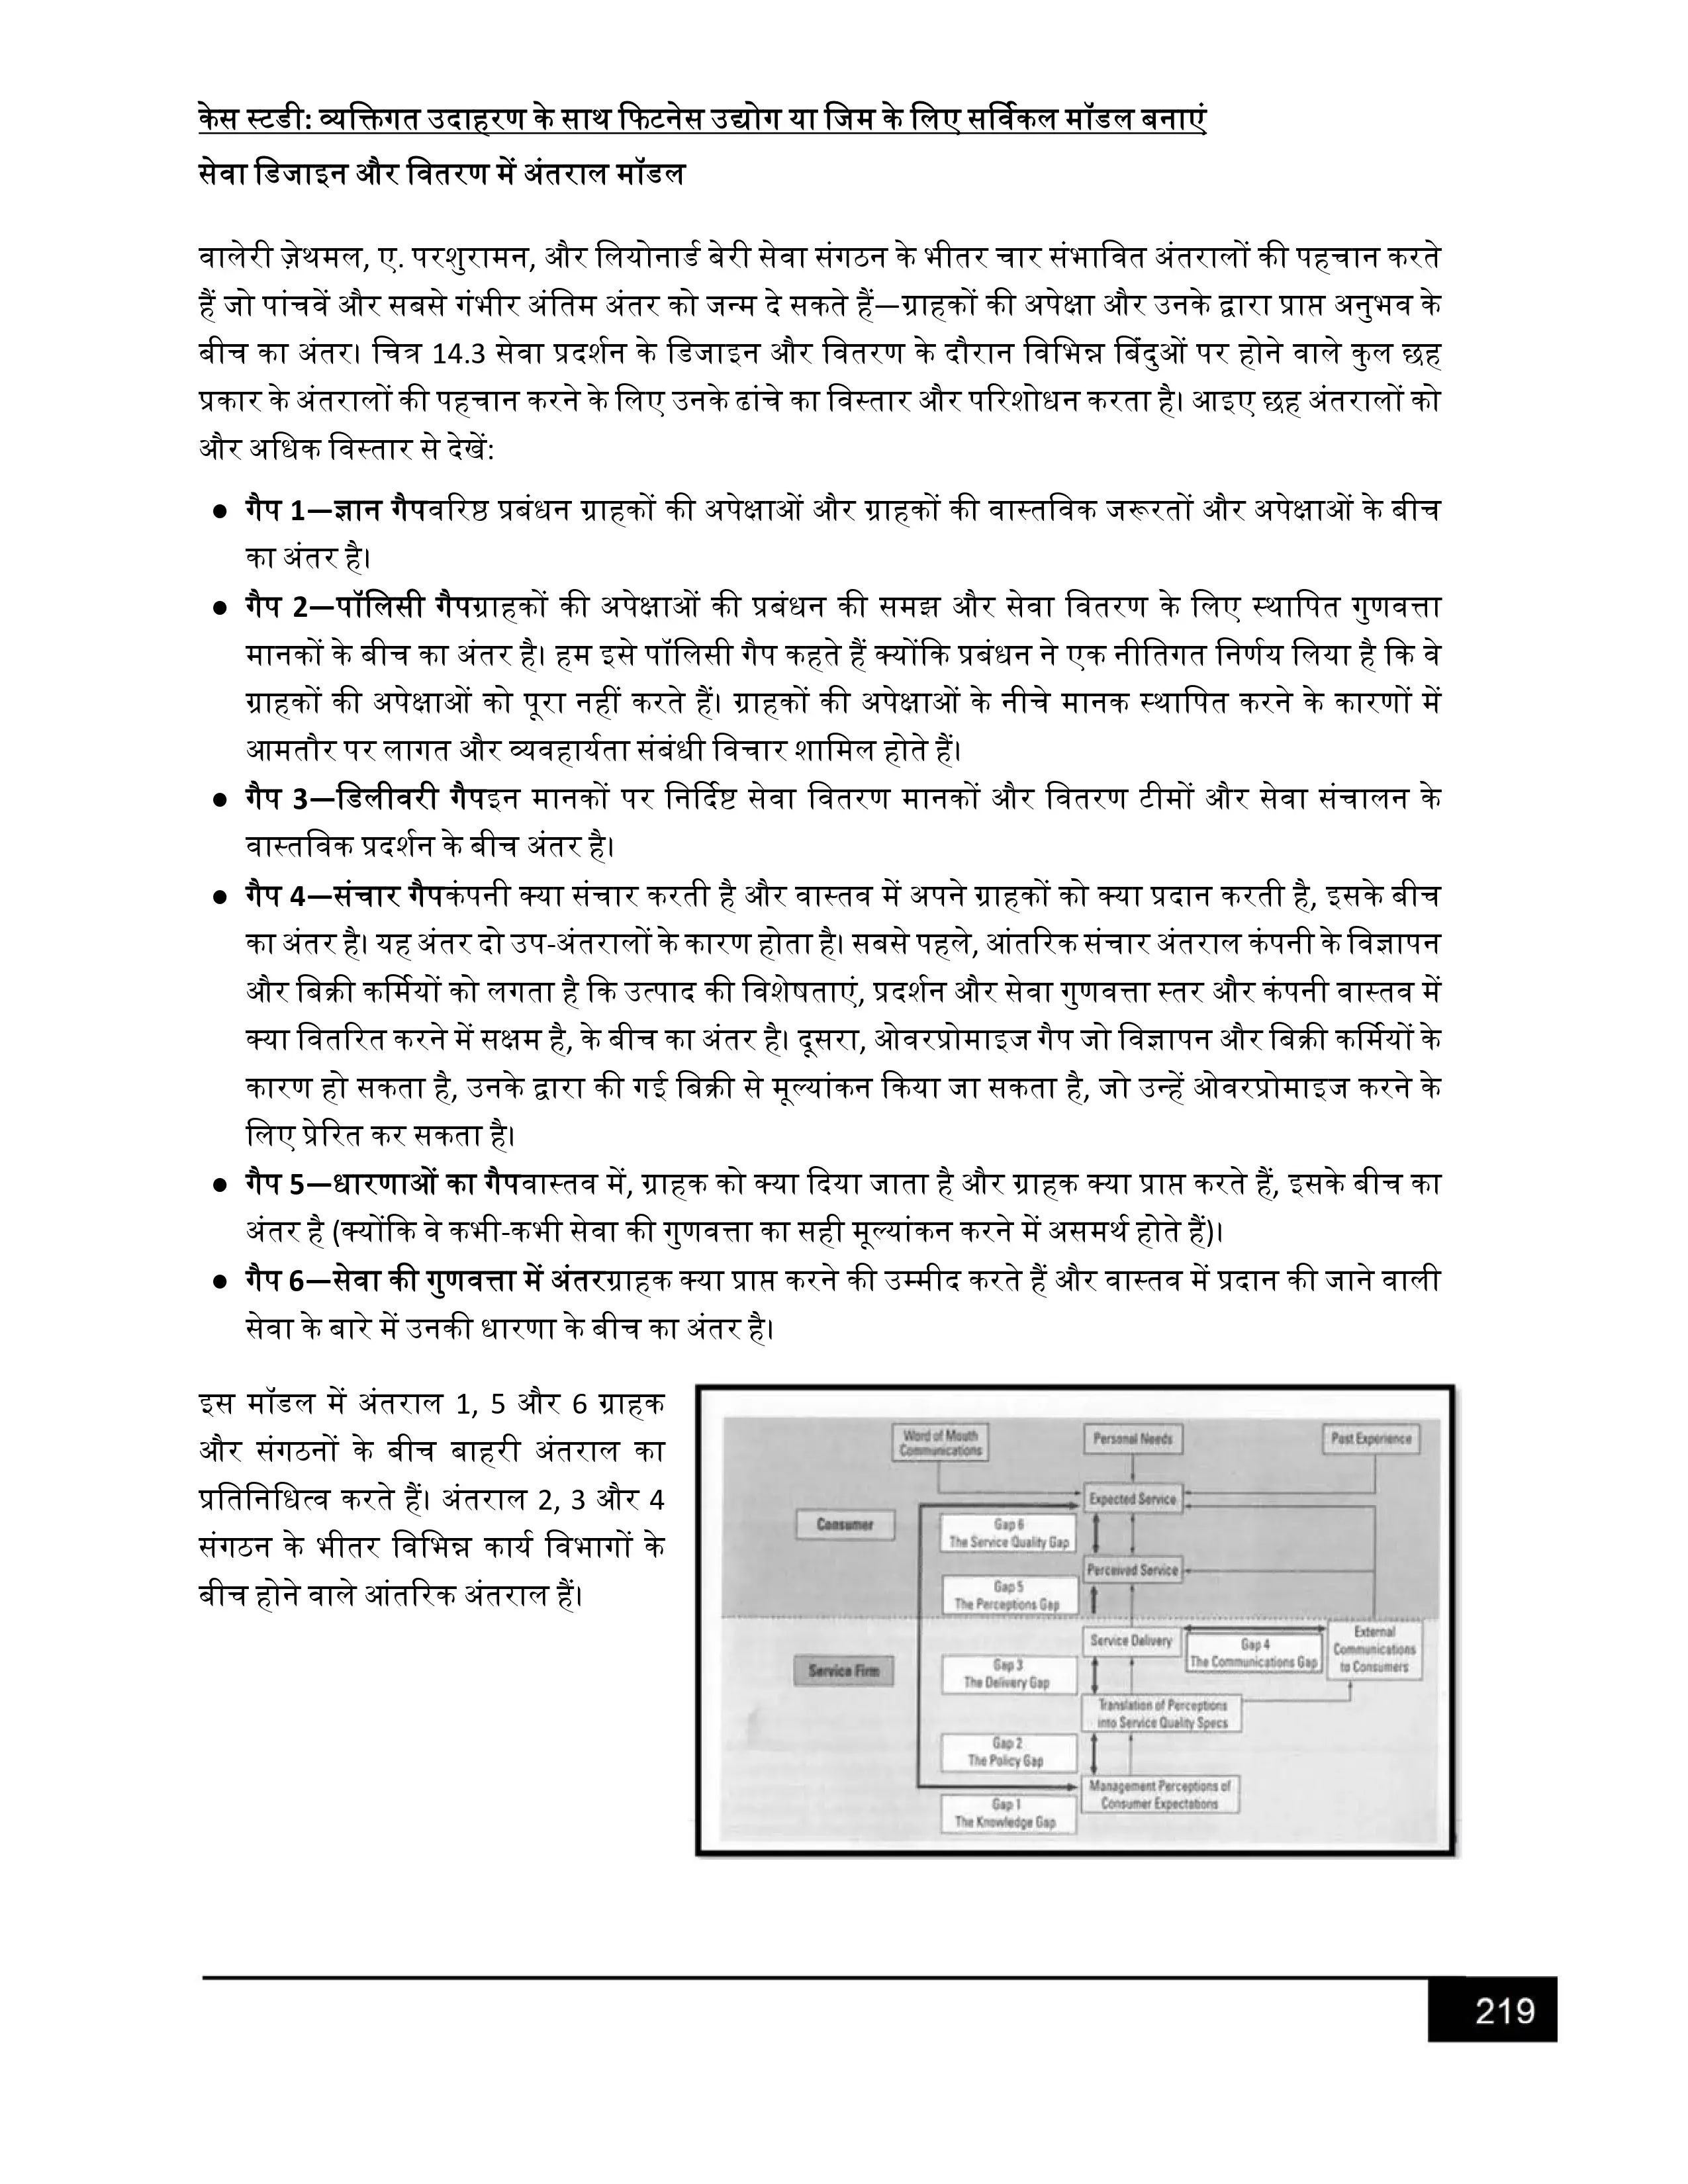 केस स्टडी: व्यक्तिगत उदाहरण के साथ फिटनेस उद्योग या जिम के लिए सर्विकल मॉडल बनाएं
सेवा डिजाइन और वितरण में अंतराल मॉडल
वालेरी ज़ेथमल, ए. परशुरामन, और लियोनार्ड बेरी सेवा संगठन के भीतर चार संभावित अंतरालों की पहचान करते
हैं जो पांचवें और सबसे गंभीर अंतिम अंतर को जन्म दे सकते हैं—ग्राहकों की अपेक्षा और उनके द्वारा प्राप्त अनुभव के
बीच का अंतर। चित्र 14.3 सेवा प्रदर्शन के डिजाइन और वितरण के दौरान विभिन्न बिंदुओं पर होने वाले कुल छह
प्रकार के अंतरालों की पहचान करने के लिए उनके ढांचे का विस्तार और परिशोधन करता है। आइए छह अंतरालों को
और अधिक विस्तार से देखें:
● गैप 1—ज्ञान गैपवरिष्ठ प्रबंधन ग्राहकों की अपेक्षाओं और ग्राहकों की वास्तविक जरूरतों और अपेक्षाओं के बीच
का अंतर है।
● गैप 2—पॉलिसी गैपग्राहकों की अपेक्षाओं की प्रबंधन की समझ और सेवा वितरण के लिए स्थापित गुणवत्ता
मानकों के बीच का अंतर है। हम इसे पॉलिसी गैप कहते हैं क्योंकि प्रबंधन ने एक नीतिगत निर्णय लिया है कि वे
ग्राहकों की अपेक्षाओं को पूरा नहीं करते हैं। ग्राहकों की अपेक्षाओं के नीचे मानक स्थापित करने के कारणों में
आमतौर पर लागत और व्यवहार्यता संबंधी विचार शामिल होते हैं।
● गैप 3—डिलीवरी गैपइन मानकों पर निर्दिष्ट सेवा वितरण मानकों और वितरण टीमों और सेवा संचालन के
वास्तविक प्रदर्शन के बीच अंतर है।
● गैप 4—संचार गैपकंपनी क्या संचार करती है और वास्तव में अपने ग्राहकों को क्या प्रदान करती है, इसके बीच
का अंतर है। यह अंतर दो उप-अंतरालों के कारण होता है। सबसे पहले, आंतरिक संचार अंतराल कंपनी के विज्ञापन
और बिक्री कर्मियों को लगता है कि उत्पाद की विशेषताएं, प्रदर्शन और सेवा गुणवत्ता स्तर और कंपनी वास्तव में
क्या वितरित करने में सक्षम है, के बीच का अंतर है। दूसरा, ओवरप्रोमाइज गैप जो विज्ञापन और बिक्री कर्मियों के
कारण हो सकता है, उनके द्वारा की गई बिक्री से मूल्यांकन किया जा सकता है, जो उन्हें ओवरप्रोमाइज करने के
लिए प्रेरित कर सकता है।
● गैप 5—धारणाओं का गैपवास्तव में, ग्राहक को क्या दिया जाता है और ग्राहक क्या प्राप्त करते हैं, इसके बीच का
अंतर है (क्योंकि वे कभी-कभी सेवा की गुणवत्ता का सही मूल्यांकन करने में असमर्थ होते हैं)।
● गैप 6—सेवा की गुणवत्ता में अंतरग्राहक क्या प्राप्त करने की उम्मीद करते हैं और वास्तव में प्रदान की जाने वाली
सेवा के बारे में उनकी धारणा के बीच का अंतर है।
इस मॉडल में अंतराल 1, 5 और 6 ग्राहक
और संगठनों के बीच बाहरी अंतराल का
प्रतिनिधित्व करते हैं। अंतराल 2, 3 और 4
संगठन के भीतर विभिन्न कार्य विभागों के
बीच होने वाले आंतरिक अंतराल हैं।
Word of Mouth
Communications
Personal Needs
Past Experience
Expected Service
Consumer
Gap 6
The Service Quality Gap
Perceived Service
Gap 5
The Perceptions Gap
Service Delivery
Gap 4
The Communications Gap
External
Communications
to Consumers
Service Firm
Gap 3
The Delivery Gap
Translation of Perceptions
into Service Quality Specs
Gap 2
The Policy Gap
Management Perceptions of
Consumer Expectations
Gap 1
The Knowledge Gap
219